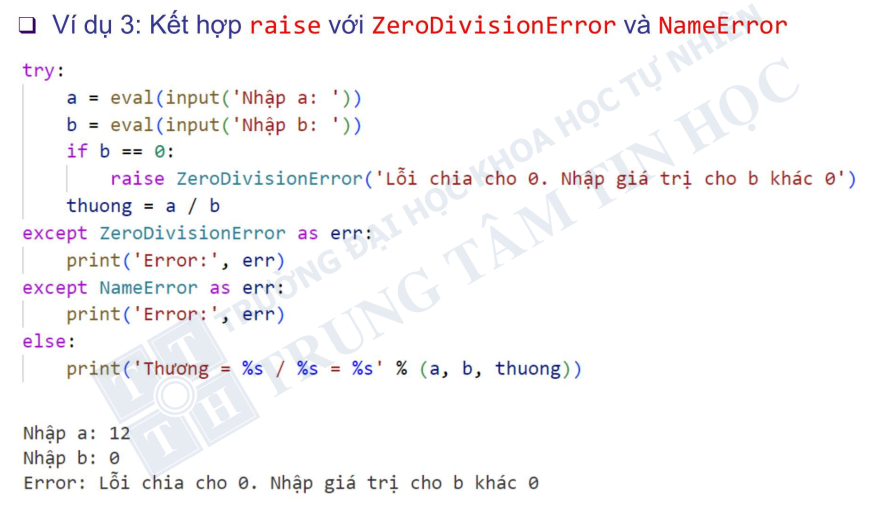 ❑ Ví dụ 3: Kết hợp raise với ZeroDivisionError và NameError
try:
    a = eval(input('Nhập a: '))
    b = eval(input('Nhập b: '))
    if b == 0:
        raise ZeroDivisionError('Lỗi chia cho 0. Nhập giá trị cho b khác 0')
    thuong = a / b
except ZeroDivisionError as err:
    print('Error:', err)
except NameError as err:
    print('Error:', err)
else:
    print('Thương = %s / %s = %s' % (a, b, thuong))
Nhập a: 12
Nhập b: 0
Error: Lỗi chia cho 0. Nhập giá trị cho b khác 0
TRƯỜNG ĐẠI HỌC KHOA HỌC TỰ NHIÊN
TRUNG TÂM TIN HỌC
T T
T H